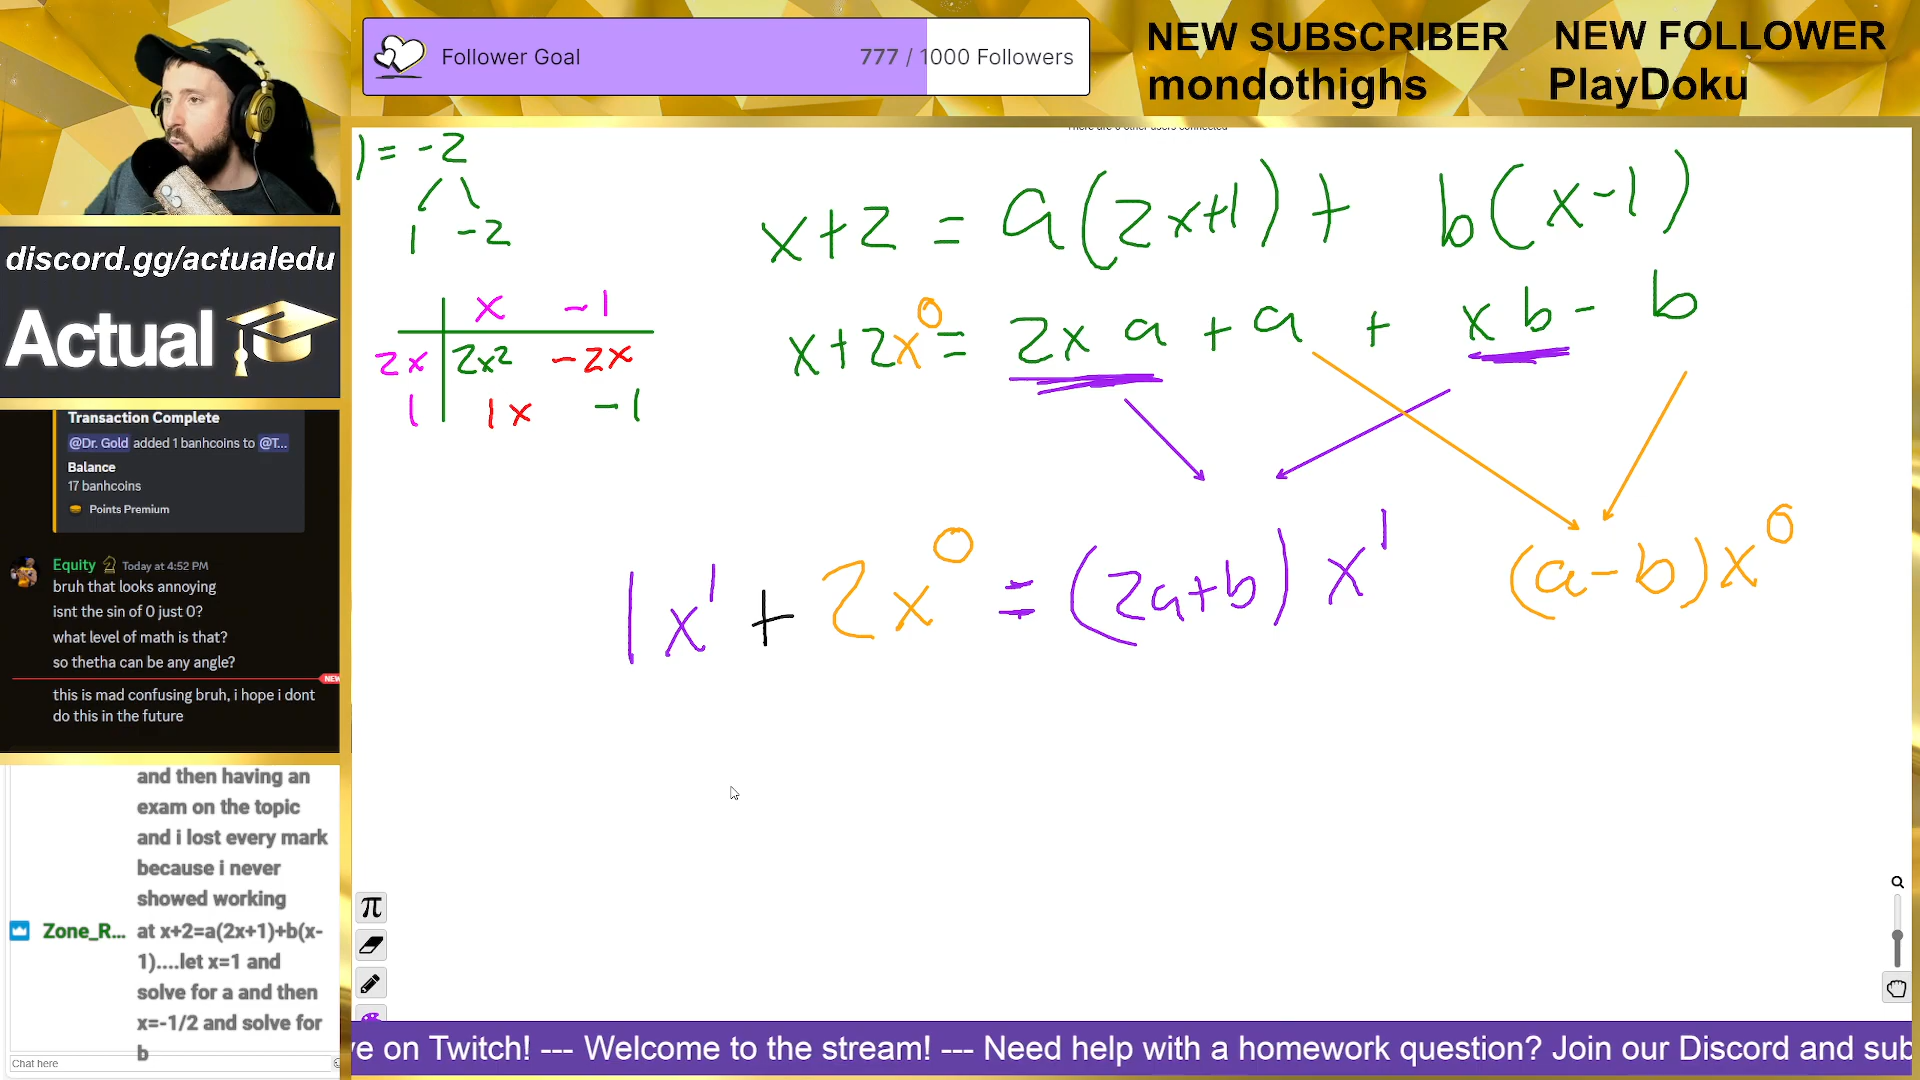 Follower Goal
777 / 1000 Followers
NEW SUBSCRIBER
mondothighs
NEW FOLLOWER
PlayDoku
discord.gg/actualedu
Actual
Transaction Complete
@Dr. Gold added 1 banhcoins to @T...
Balance
17 banhcoins
Points Premium
Equity Today at 4:52 PM
bruh that looks annoying
isnt the sin of 0 just 0?
what level of math is that?
so thetha can be any angle?
NEW
this is mad confusing bruh, i hope i dont
do this in the future
and then having an
exam on the topic
and i lost every mark
because i never
showed working
Zone_R... at x+2=a(2x+1)+b(x-
1)....let x=1 and
solve for a and then
x=-1/2 and solve for
b
Chat here
) = -2
1 -2
x -1
2x 2x² -2x
1 1x -1
x+2 = a(2x+1) + b(x-1)
x+2x⁰ = 2x a + a + x b - b
1x¹ + 2x⁰ = (2a+b) x¹ (a-b)x⁰
π
ve on Twitch! --- Welcome to the stream! --- Need help with a homework question? Join our Discord and sub